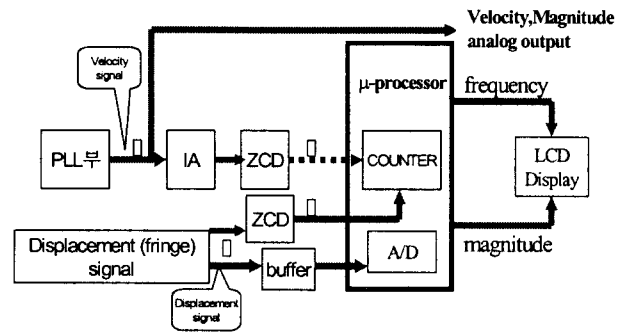 Velocity,Magnitude
analog output
Velocity
signal
μ-processor
frequency
PLL부
IA
ZCD
COUNTER
LCD
Display
ZCD
Displacement (fringe)
signal
buffer
A/D
magnitude
Displacement
signal